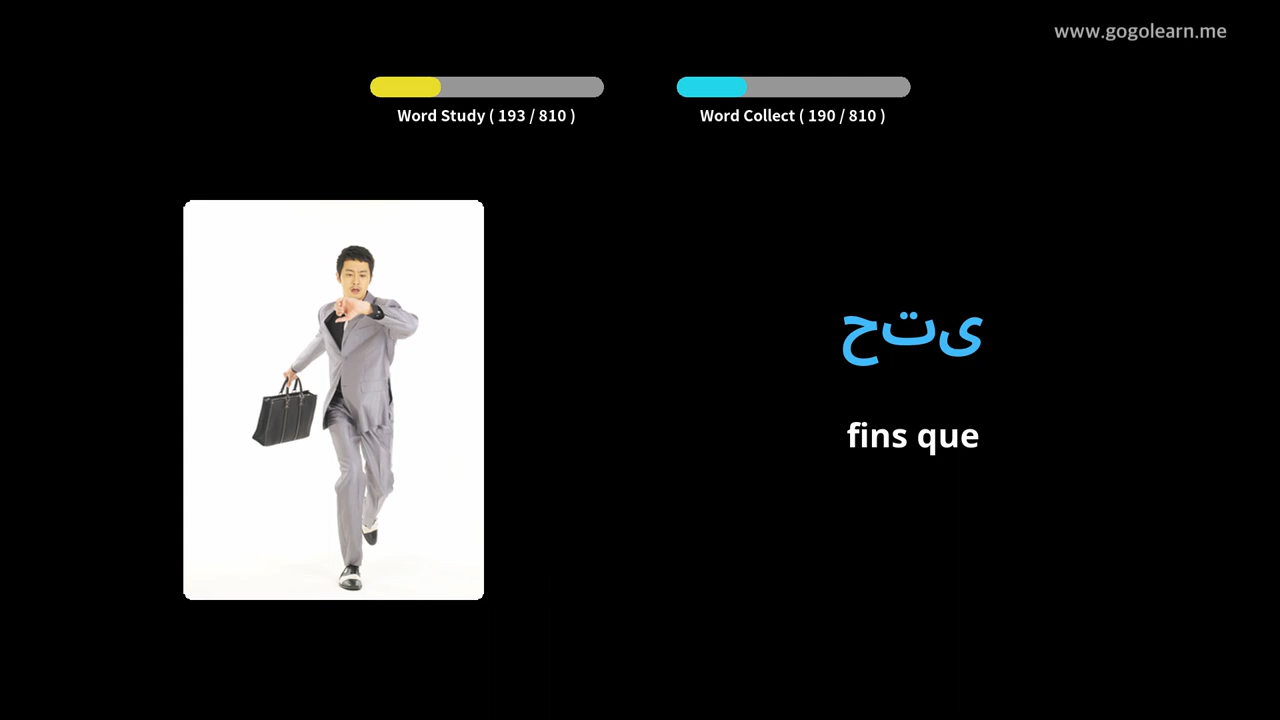 www.gogolearn.me
Word Study ( 193 / 810 )
Word Collect ( 190 / 810 )
حتى
fins que